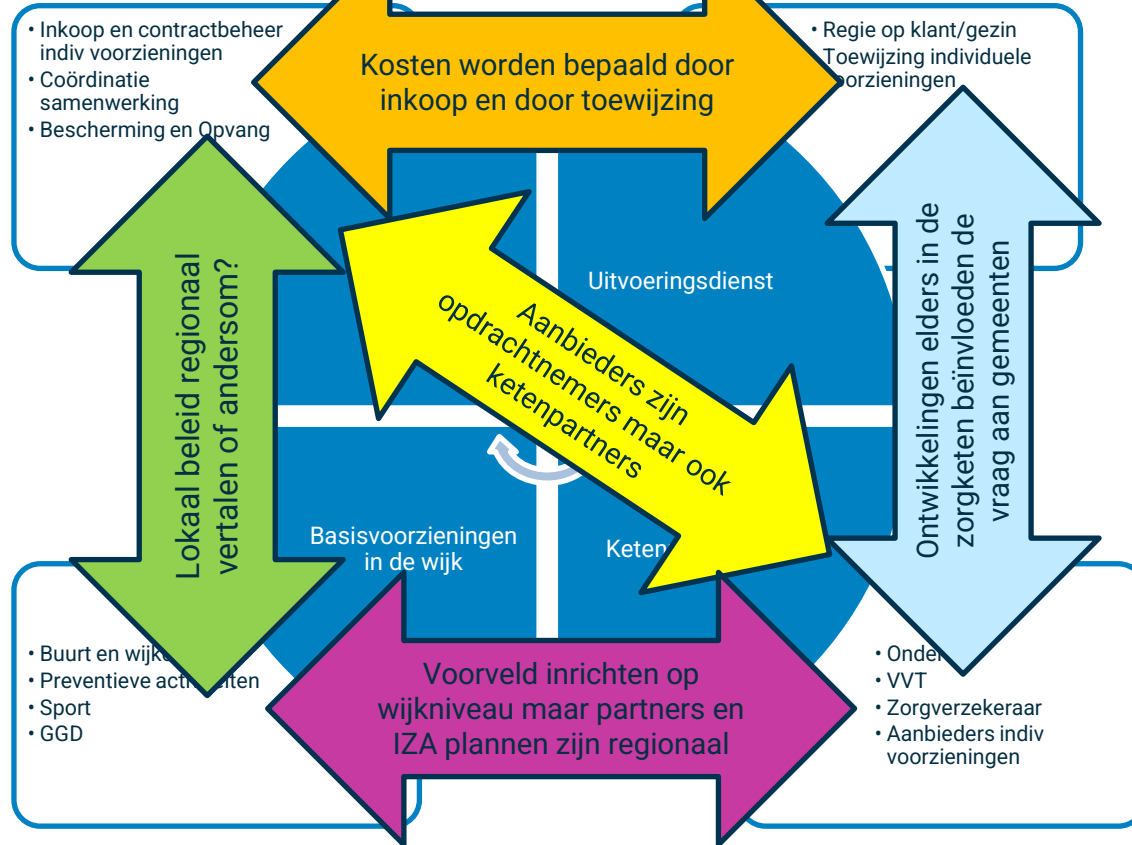 • Inkoop en contractbeheer
indiv voorzieningen
• Coördinatie
samenwerking
• Bescherming en Opvang
Kosten worden bepaald door
inkoop en door toewijzing
• Regie op klant/gezin
• Toewijzing individuele
voorzieningen
Lokaal beleid regionaal
vertalen of andersom?
Uitvoeringsdienst
Aanbieders zijn
opdrachtnemers maar ook
ketenpartners
Ontwikkelingen elders in de
zorgketen beïnvloeden de
vraag aan gemeenten
Basisvoorzieningen
in de wijk
• Buurt en
• Preventieve activiteiten
• Sport
• GGD
Voorveld inrichten op
wijkniveau maar partners en
IZA plannen zijn regionaal
• VVT
• Zorgverzekeraar
• Aanbieders indiv
voorzieningen